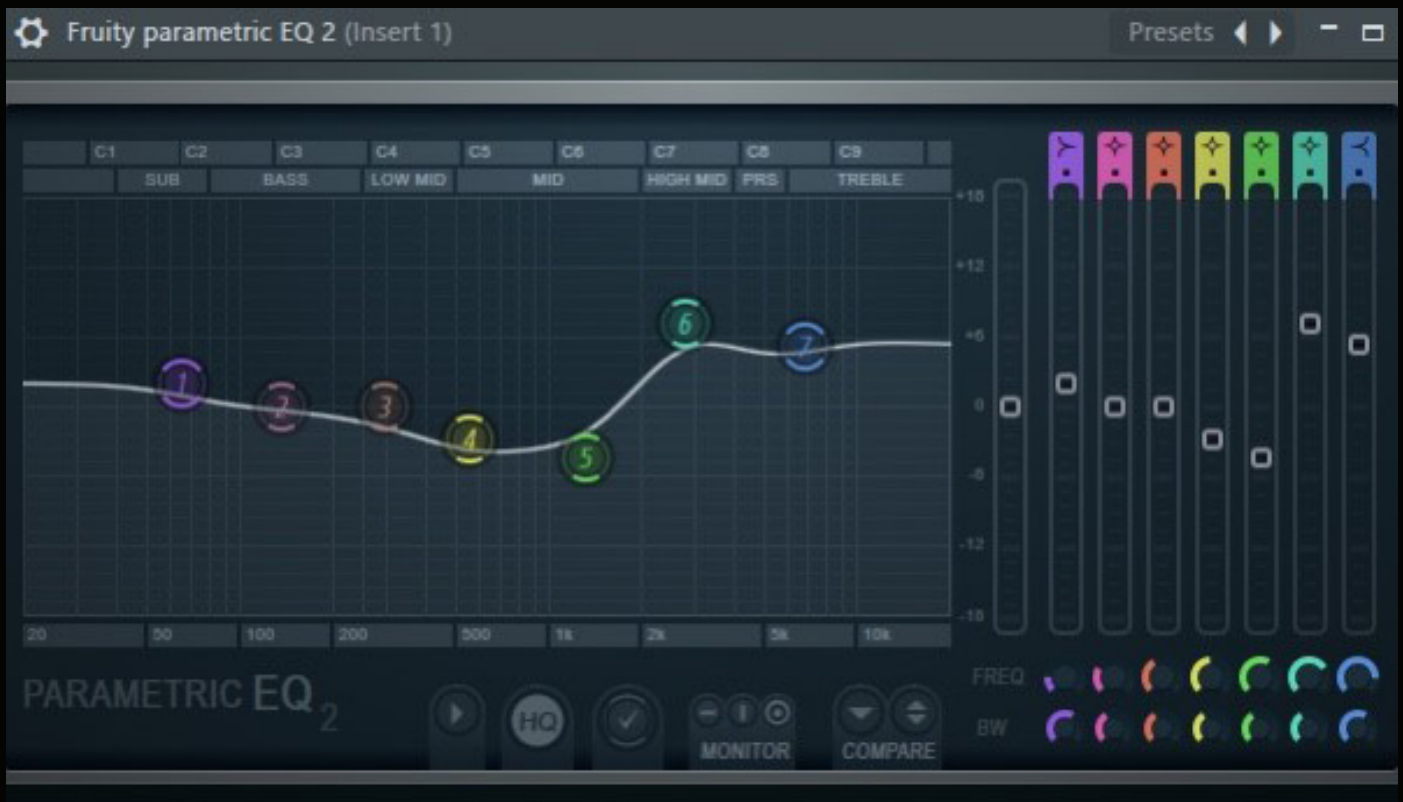 Fruity parametric EQ 2 (Insert 1) Presets
C1 C2 C3 C4 C5 C6 C7 C8 C9
SUB BASS LOW MID MID HIGH MID PRS TREBLE
+18
+12
+6
0
-6
-12
-18
1
2
3
4
5
6
7
20 50 100 200 500 1k 2k 5k 10k
PARAMETRIC EQ 2
HQ
MONITOR
COMPARE
FREQ
BW